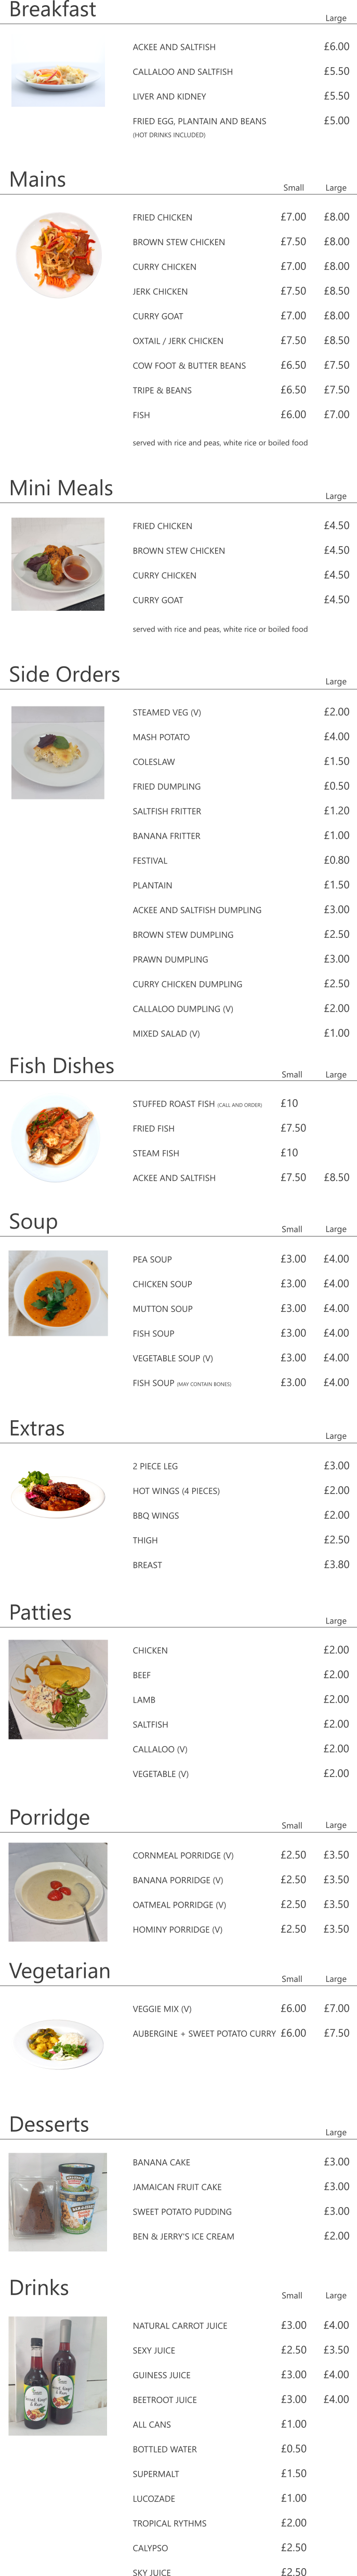 Breakfast
Large
ACKEE AND SALTFISH £6.00
CALLALOO AND SALTFISH £5.50
LIVER AND KIDNEY £5.50
FRIED EGG, PLANTAIN AND BEANS £5.00
(HOT DRINKS INCLUDED)
Mains
Small Large
FRIED CHICKEN £7.00 £8.00
BROWN STEW CHICKEN £7.50 £8.00
CURRY CHICKEN £7.00 £8.00
JERK CHICKEN £7.50 £8.50
CURRY GOAT £7.00 £8.00
OXTAIL / JERK CHICKEN £7.50 £8.50
COW FOOT & BUTTER BEANS £6.50 £7.50
TRIPE & BEANS £6.50 £7.50
FISH £6.00 £7.00
served with rice and peas, white rice or boiled food
Mini Meals
Large
FRIED CHICKEN £4.50
BROWN STEW CHICKEN £4.50
CURRY CHICKEN £4.50
CURRY GOAT £4.50
served with rice and peas, white rice or boiled food
Side Orders
Large
STEAMED VEG (V) £2.00
MASH POTATO £4.00
COLESLAW £1.50
FRIED DUMPLING £0.50
SALTFISH FRITTER £1.20
BANANA FRITTER £1.00
FESTIVAL £0.80
PLANTAIN £1.50
ACKEE AND SALTFISH DUMPLING £3.00
BROWN STEW DUMPLING £2.50
PRAWN DUMPLING £3.00
CURRY CHICKEN DUMPLING £2.50
CALLALOO DUMPLING (V) £2.00
MIXED SALAD (V) £1.00
Fish Dishes
Small Large
STUFFED ROAST FISH (CALL AND ORDER) £10
FRIED FISH £7.50
STEAM FISH £10
ACKEE AND SALTFISH £7.50 £8.50
Soup
Small Large
PEA SOUP £3.00 £4.00
CHICKEN SOUP £3.00 £4.00
MUTTON SOUP £3.00 £4.00
FISH SOUP £3.00 £4.00
VEGETABLE SOUP (V) £3.00 £4.00
FISH SOUP (MAY CONTAIN BONES) £3.00 £4.00
Extras
Large
2 PIECE LEG £3.00
HOT WINGS (4 PIECES) £2.00
BBQ WINGS £2.00
THIGH £2.50
BREAST £3.80
Patties
Large
CHICKEN £2.00
BEEF £2.00
LAMB £2.00
SALTFISH £2.00
CALLALOO (V) £2.00
VEGETABLE (V) £2.00
Porridge
Small Large
CORNMEAL PORRIDGE (V) £2.50 £3.50
BANANA PORRIDGE (V) £2.50 £3.50
OATMEAL PORRIDGE (V) £2.50 £3.50
HOMINY PORRIDGE (V) £2.50 £3.50
Vegetarian
Small Large
VEGGIE MIX (V) £6.00 £7.00
AUBERGINE + SWEET POTATO CURRY £6.00 £7.50
Desserts
Large
BANANA CAKE £3.00
JAMAICAN FRUIT CAKE £3.00
SWEET POTATO PUDDING £3.00
BEN & JERRY'S ICE CREAM £2.00
Drinks
Small Large
NATURAL CARROT JUICE £3.00 £4.00
SEXY JUICE £2.50 £3.50
GUINESS JUICE £3.00 £4.00
BEETROOT JUICE £3.00 £4.00
ALL CANS £1.00
BOTTLED WATER £0.50
SUPERMALT £1.50
LUCOZADE £1.00
TROPICAL RYTHMS £2.00
CALYPSO £2.50
SKY JUICE £2.50